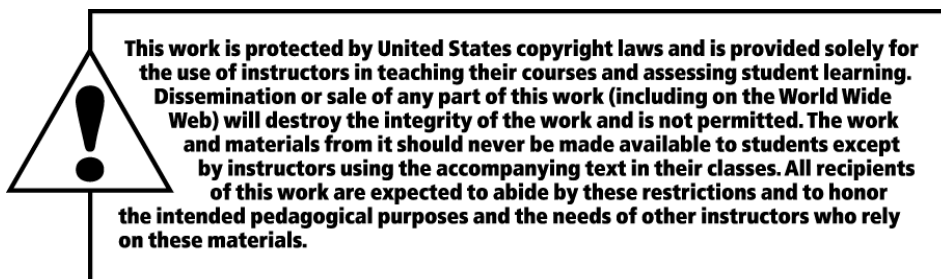 This work is protected by United States copyright laws and is provided solely for
the use of instructors in teaching their courses and assessing student learning.
Dissemination or sale of any part of this work (including on the World Wide
Web) will destroy the integrity of the work and is not permitted. The work
and materials from it should never be made available to students except
by instructors using the accompanying text in their classes. All recipients
of this work are expected to abide by these restrictions and to honor
the intended pedagogical purposes and the needs of other instructors who rely
on these materials.